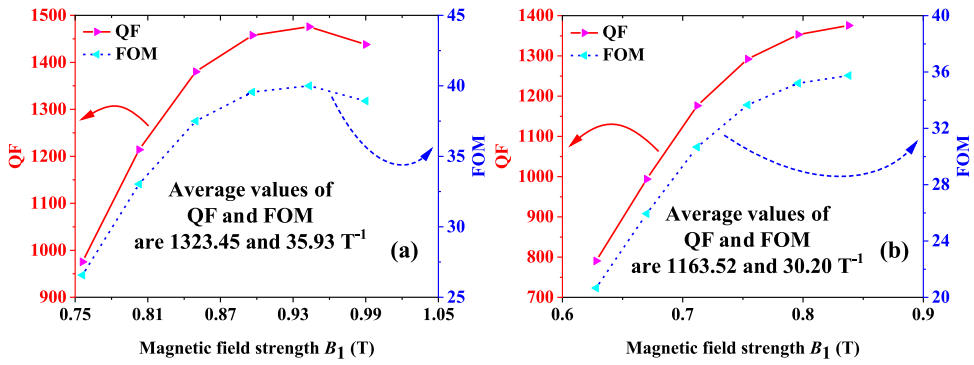 1500
1400
1300
1200
1100
1000
900
QF
QF
FOM
45
40
35
30
25
FOM
Average values of
QF and FOM
are 1323.45 and 35.93 T-1
(a)
0.75 0.81 0.87 0.93 0.99 1.05
Magnetic field strength B1 (T)
1400
1300
1200
1100
1000
900
800
700
QF
QF
FOM
40
36
32
28
24
20
FOM
Average values of
QF and FOM
are 1163.52 and 30.20 T-1
(b)
0.6 0.7 0.8 0.9
Magnetic field strength B1 (T)